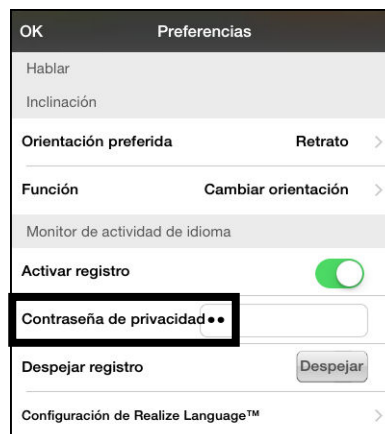 OK Preferencias
Hablar
Inclinación
Orientación preferida Retrato >
Función Cambiar orientación >
Monitor de actividad de idioma
Activar registro
Contraseña de privacidad ••
Despejar registro Despejar
Configuración de Realize Language™ >